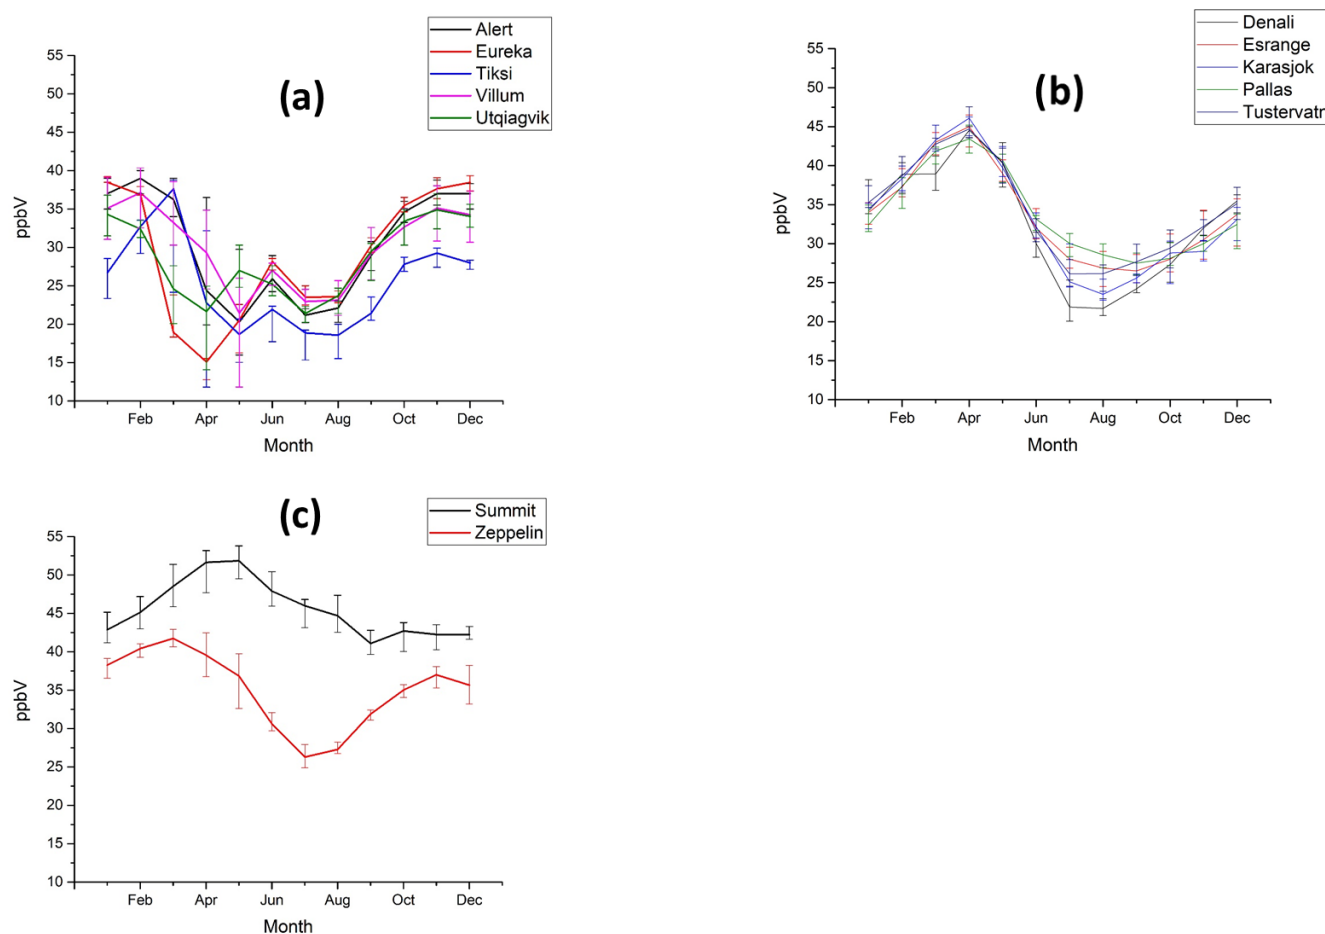 Alert
Eureka
Tiksi
Villum
Utqiagvik
(a)
55
50
45
40
35
30
25
20
15
10
ppbV
Feb Apr Jun Aug Oct Dec
Month
Denali
Esrange
Karasjok
Pallas
Tustervatn
(b)
55
50
45
40
35
30
25
20
15
10
ppbV
Feb Apr Jun Aug Oct Dec
Month
Summit
Zeppelin
(c)
55
50
45
40
35
30
25
20
15
10
ppbV
Feb Apr Jun Aug Oct Dec
Month